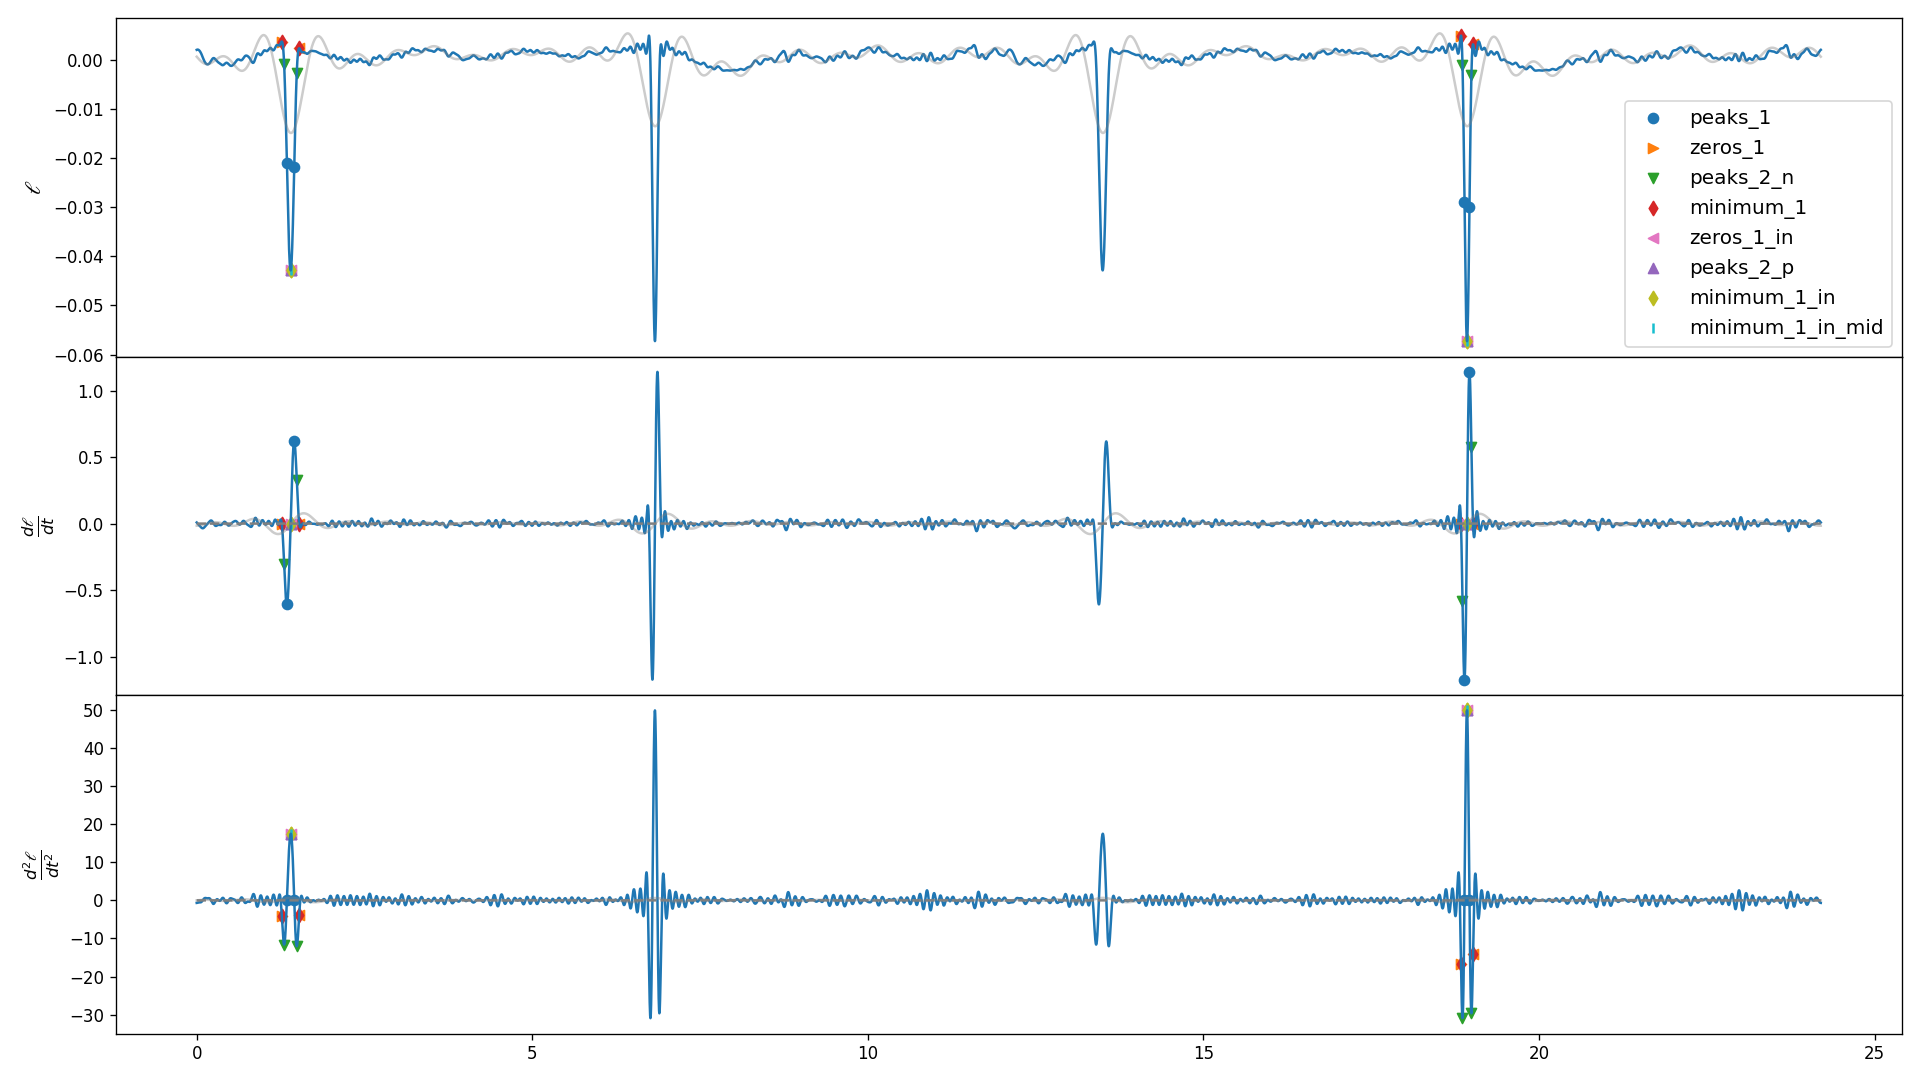 0.00
−0.01
−0.02
−0.03
−0.04
−0.05
−0.06
ℓ
peaks_1
zeros_1
peaks_2_n
minimum_1
zeros_1_in
peaks_2_p
minimum_1_in
minimum_1_in_mid
1.0
0.5
0.0
−0.5
−1.0
dℓ
dt
50
40
30
20
10
0
−10
−20
−30
d²ℓ
dt²
0 5 10 15 20 25